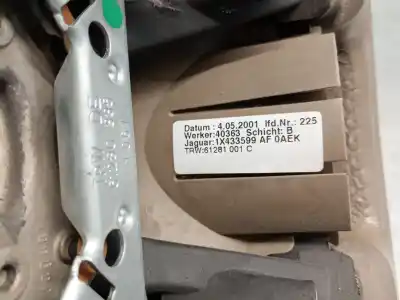 Datum : 4.05.2001 lfd.Nr.: 225
Werker:40363 Schicht: B
Jaguar:1X433599 AF 0AEK
TRW:61281 001 C